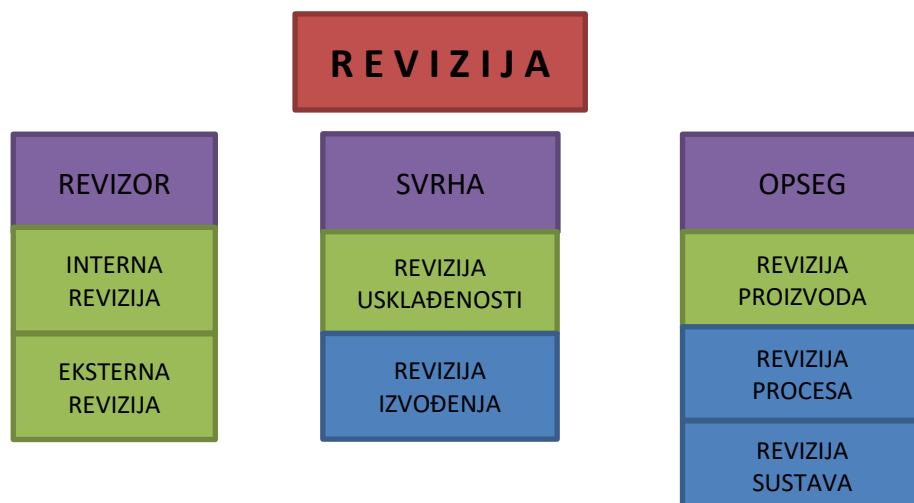 R E V I Z I J A
REVIZOR
INTERNA
REVIZIJA
EKSTERNA
REVIZIJA
SVRHA
REVIZIJA
USKLAĐENOSTI
REVIZIJA
IZVOĐENJA
OPSEG
REVIZIJA
PROIZVODA
REVIZIJA
PROCESA
REVIZIJA
SUSTAVA